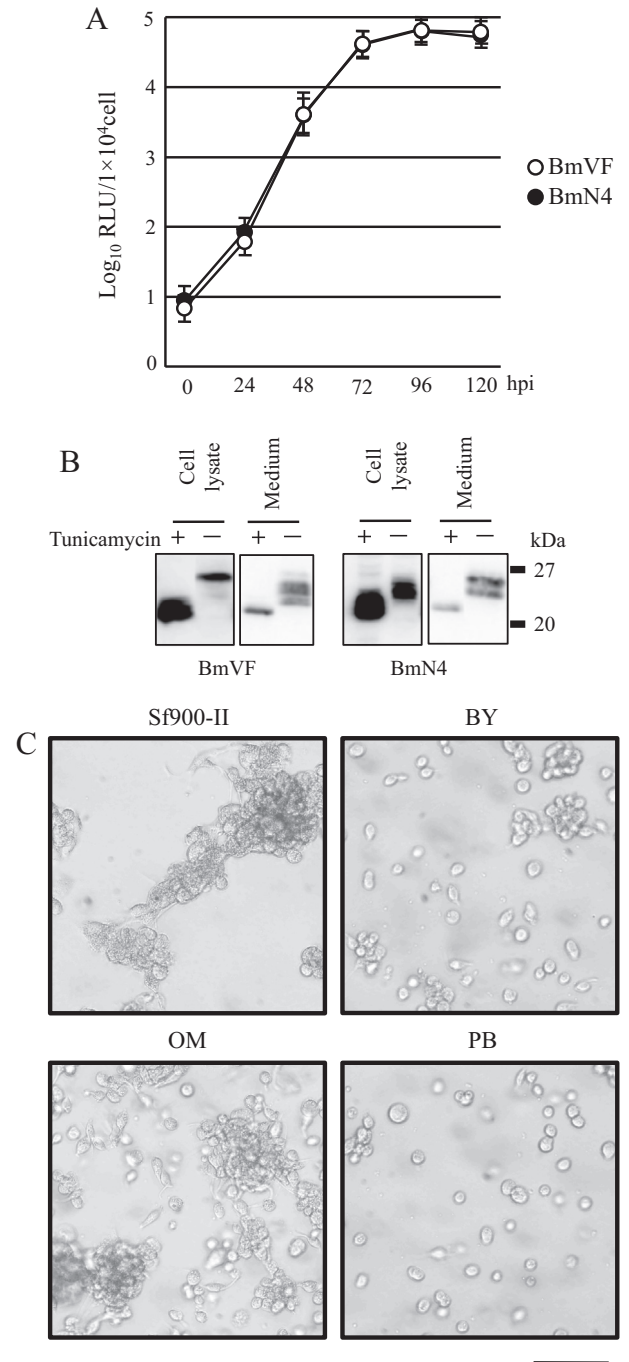 A
Log₁₀ RLU/1×10⁴cell
5
4
3
2
1
0
0 24 48 72 96 120 hpi
BmVF
BmN4
B
Cell lysate Medium Cell lysate Medium
Tunicamycin + − + − + − + − kDa
27
20
BmVF BmN4
C
Sf900-II BY
OM PB